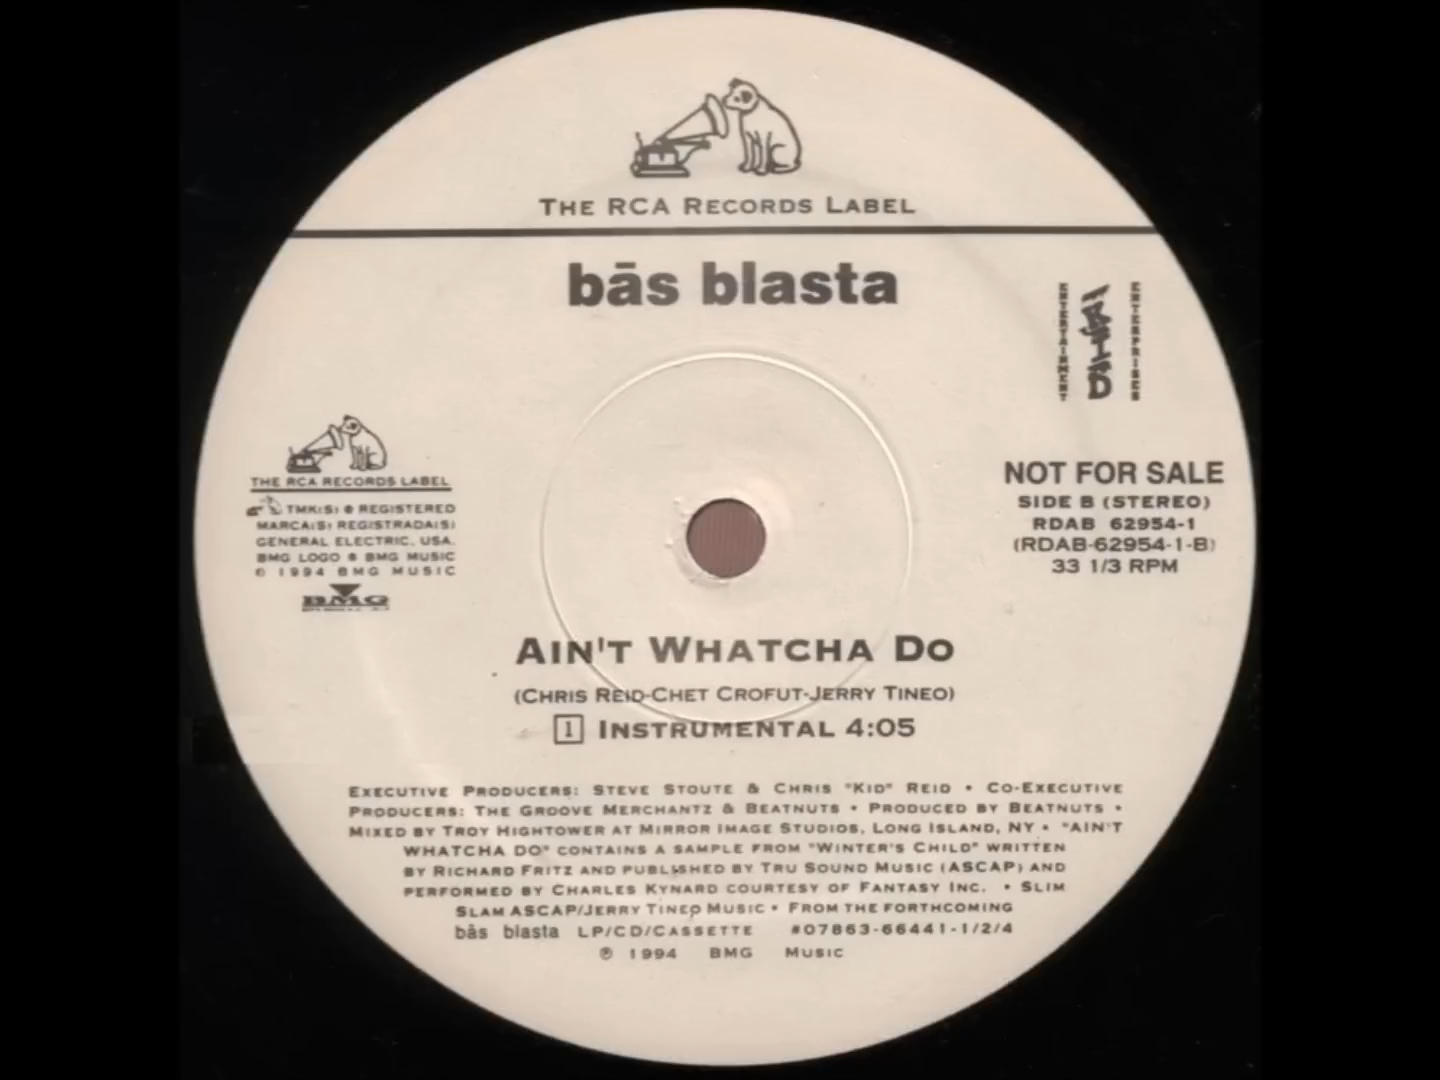 THE RCA RECORDS LABEL
bās blasta
ENTERTAINMENT
ENTERPRISES
THE RCA RECORDS LABEL
TMK(S) ® REGISTERED
MARCA(S) REGISTRADA(S)
GENERAL ELECTRIC, USA.
BMG LOGO ® BMG MUSIC
© 1994 BMG MUSIC
BMG
NOT FOR SALE
SIDE B (STEREO)
RDAB 62954-1
(RDAB-62954-1-B)
33 1/3 RPM
AIN'T WHATCHA DO
(CHRIS REID-CHET CROFUT-JERRY TINEO)
1 INSTRUMENTAL 4:05
EXECUTIVE PRODUCERS: STEVE STOUTE & CHRIS "KID" REID • CO-EXECUTIVE
PRODUCERS: THE GROOVE MERCHANTZ & BEATNUTS • PRODUCED BY BEATNUTS •
MIXED BY TROY HIGHTOWER AT MIRROR IMAGE STUDIOS, LONG ISLAND, NY • "AIN'T
WHATCHA DO" CONTAINS A SAMPLE FROM "WINTER'S CHILD" WRITTEN
BY RICHARD FRITZ AND PUBLISHED BY TRU SOUND MUSIC (ASCAP) AND
PERFORMED BY CHARLES KYNARD COURTESY OF FANTASY INC. • SLIM
SLAM ASCAP/JERRY TINEO MUSIC • FROM THE FORTHCOMING
bās blasta LP/CD/CASSETTE #07863-66441-1/2/4
℗ 1994 BMG MUSIC